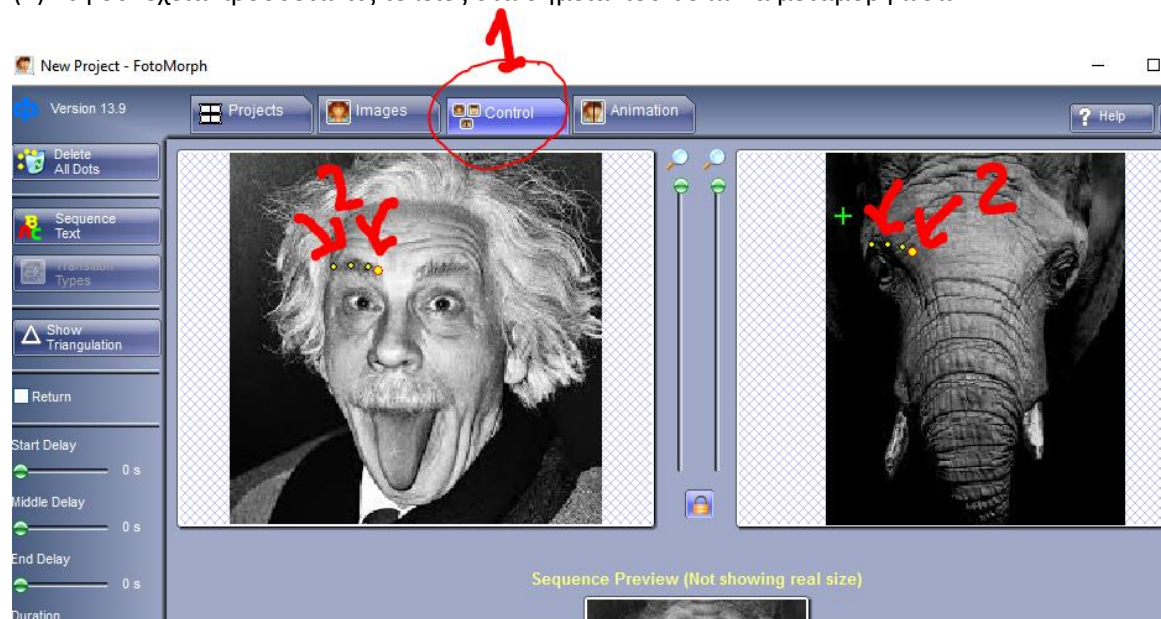 1
New Project - FotoMorph
Version 13.9
Projects
Images
Control
Animation
? Help
Delete
All Dots
2
2
Sequence
Text
Transition
Types
Show
Triangulation
Return
Start Delay
0 s
Middle Delay
0 s
End Delay
0 s
Sequence Preview (Not showing real size)
Duration